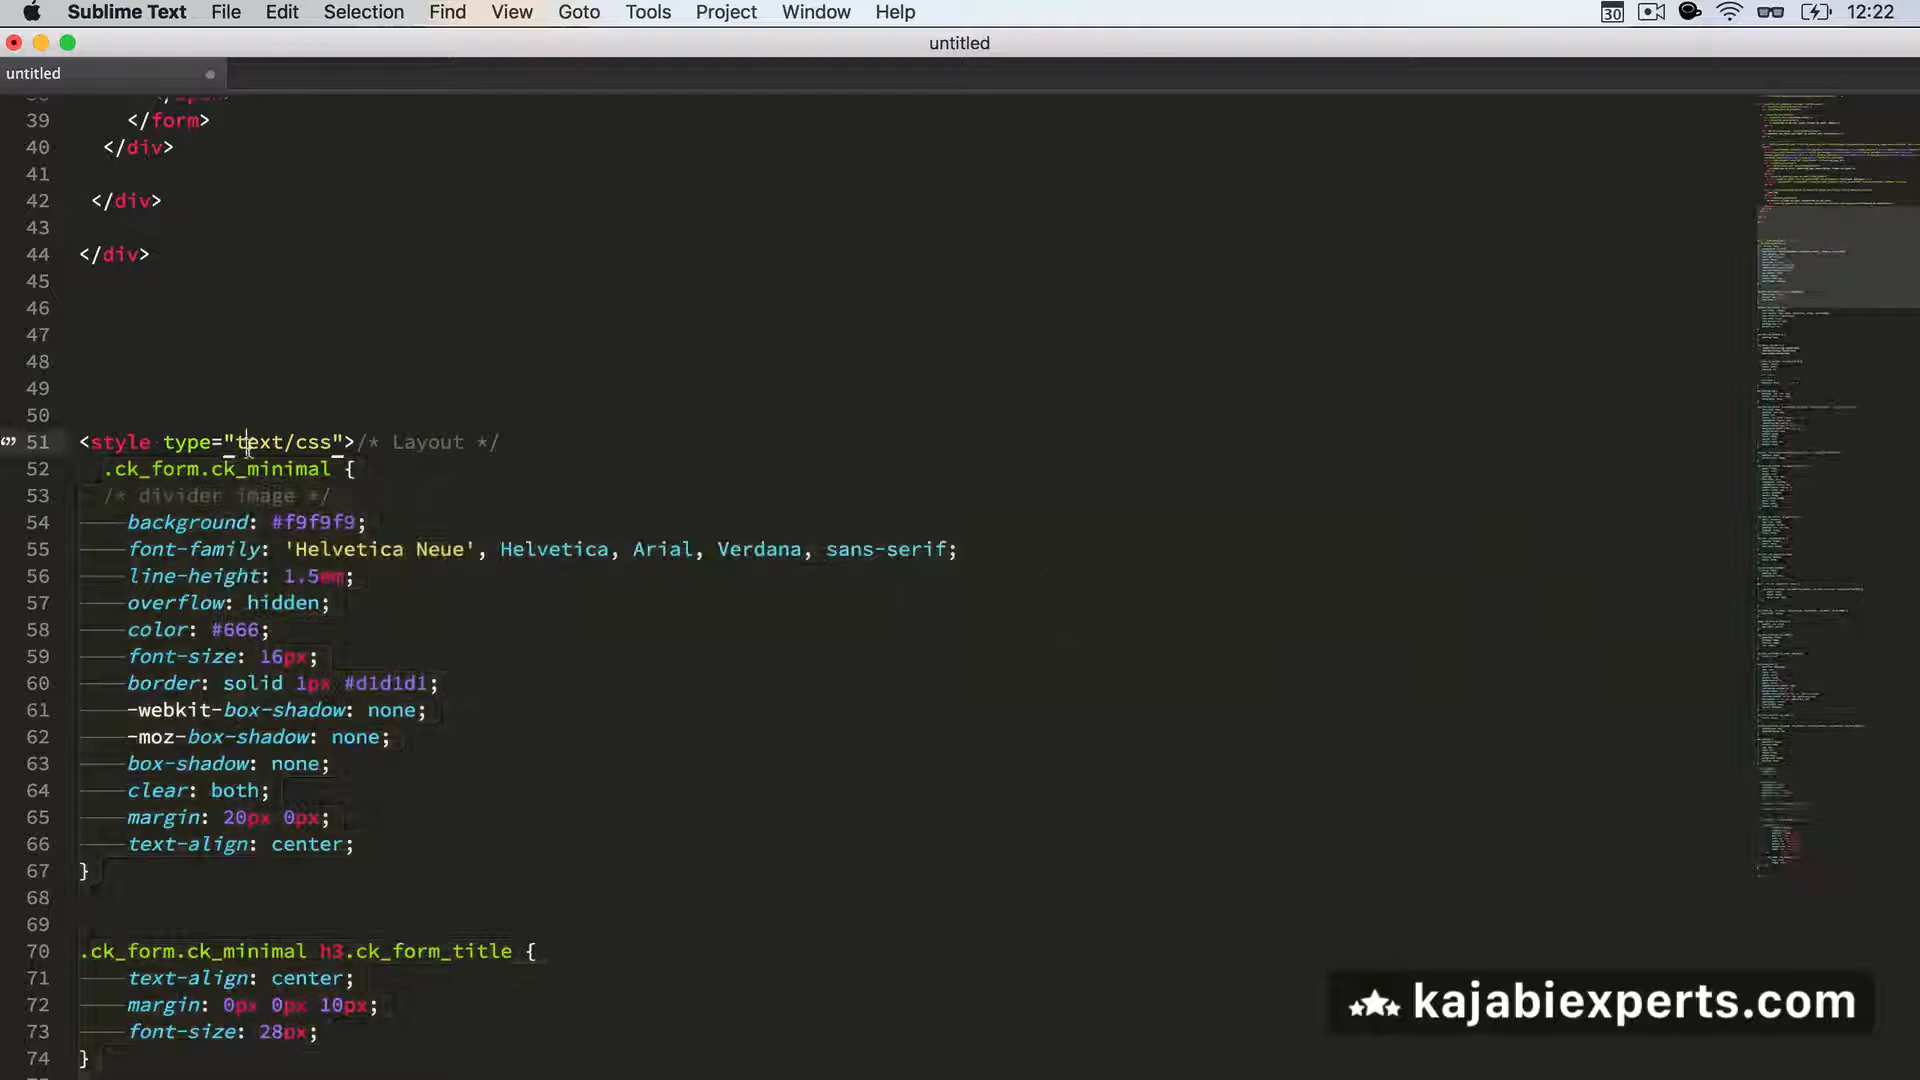 Sublime Text File Edit Selection Find View Goto Tools Project Window Help 30 12:22
untitled
untitled
39 </form>
40 </div>
41
42 </div>
43
44 </div>
45
46
47
48
49
50
51 <style type="text/css">/* Layout */
52 .ck_form.ck_minimal {
53 /* divider image */
54 background: #f9f9f9;
55 font-family: 'Helvetica Neue', Helvetica, Arial, Verdana, sans-serif;
56 line-height: 1.5em;
57 overflow: hidden;
58 color: #666;
59 font-size: 16px;
60 border: solid 1px #d1d1d1;
61 -webkit-box-shadow: none;
62 -moz-box-shadow: none;
63 box-shadow: none;
64 clear: both;
65 margin: 20px 0px;
66 text-align: center;
67 }
68
69
70 .ck_form.ck_minimal h3.ck_form_title {
71 text-align: center;
72 margin: 0px 0px 10px;
73 font-size: 28px;
74 }
kajabiexperts.com